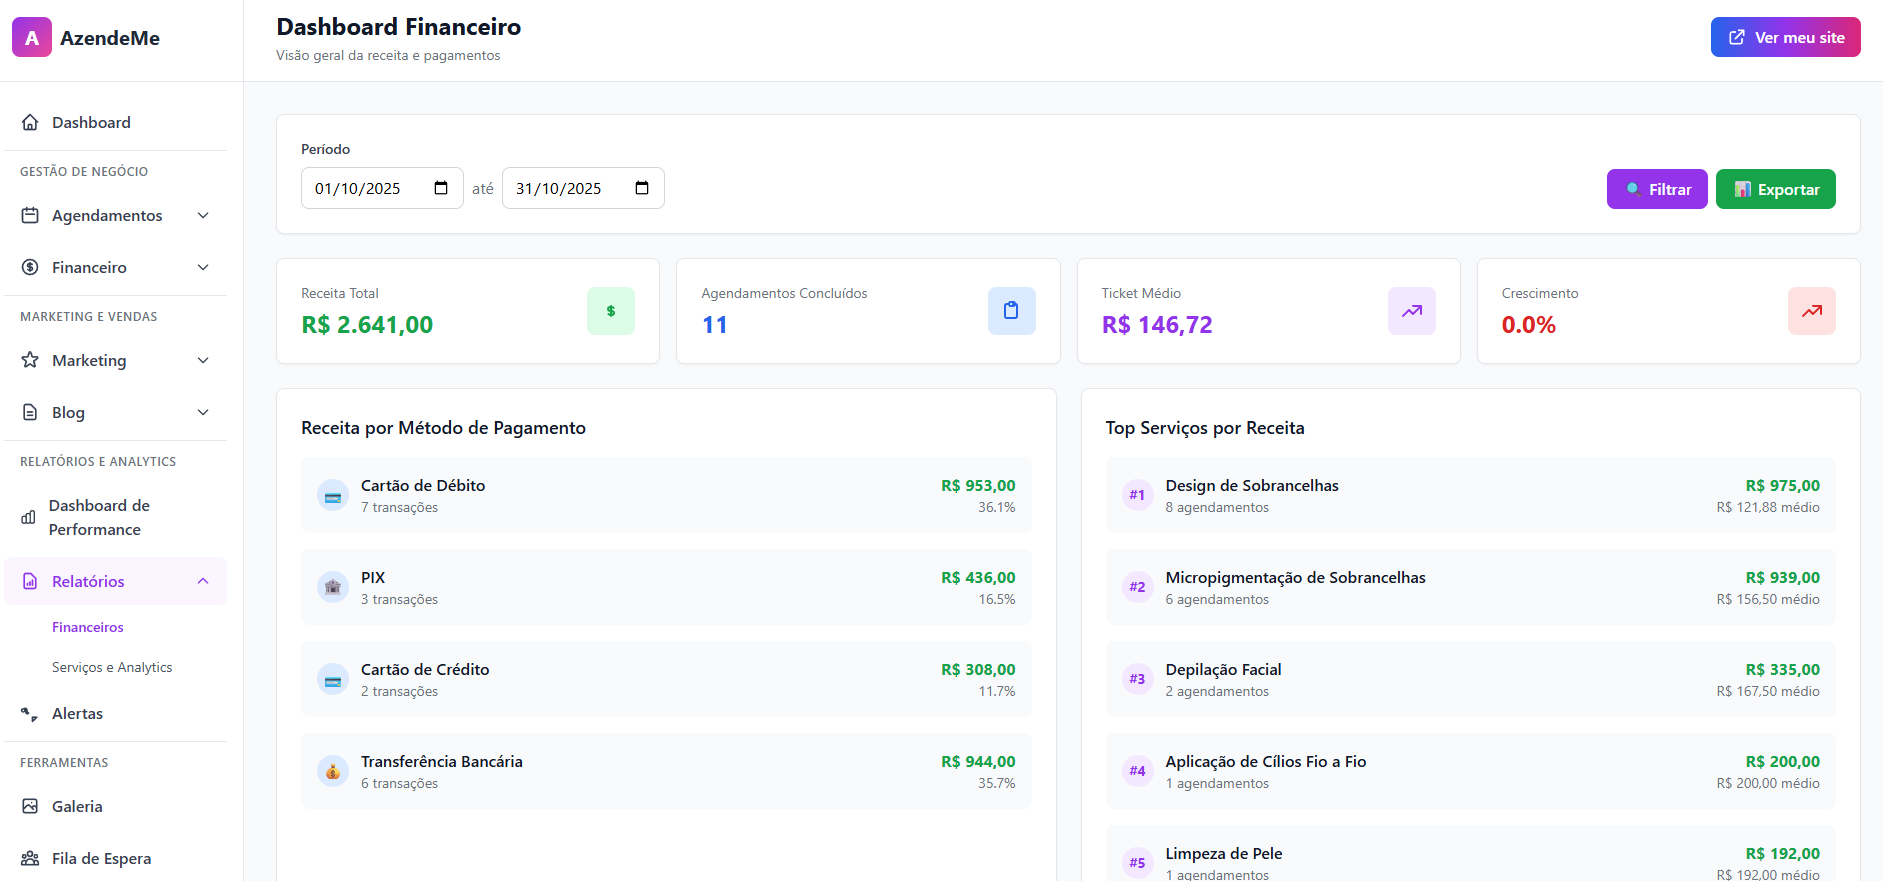 A AzendeMe
Dashboard
GESTÃO DE NEGÓCIO
Agendamentos
Financeiro
MARKETING E VENDAS
Marketing
Blog
RELATÓRIOS E ANALYTICS
Dashboard de
Performance
Relatórios
Financeiros
Serviços e Analytics
Alertas
FERRAMENTAS
Galeria
Fila de Espera
Dashboard Financeiro
Visão geral da receita e pagamentos
Ver meu site
Período
01/10/2025 até 31/10/2025
Filtrar
Exportar
Receita Total
R$ 2.641,00
$
Agendamentos Concluídos
11
Ticket Médio
R$ 146,72
Crescimento
0.0%
Receita por Método de Pagamento
Cartão de Débito R$ 953,00
7 transações 36.1%
PIX R$ 436,00
3 transações 16.5%
Cartão de Crédito R$ 308,00
2 transações 11.7%
Transferência Bancária R$ 944,00
6 transações 35.7%
Top Serviços por Receita
#1 Design de Sobrancelhas R$ 975,00
8 agendamentos R$ 121,88 médio
#2 Micropigmentação de Sobrancelhas R$ 939,00
6 agendamentos R$ 156,50 médio
#3 Depilação Facial R$ 335,00
2 agendamentos R$ 167,50 médio
#4 Aplicação de Cílios Fio a Fio R$ 200,00
1 agendamentos R$ 200,00 médio
#5 Limpeza de Pele R$ 192,00
1 agendamentos R$ 192,00 médio